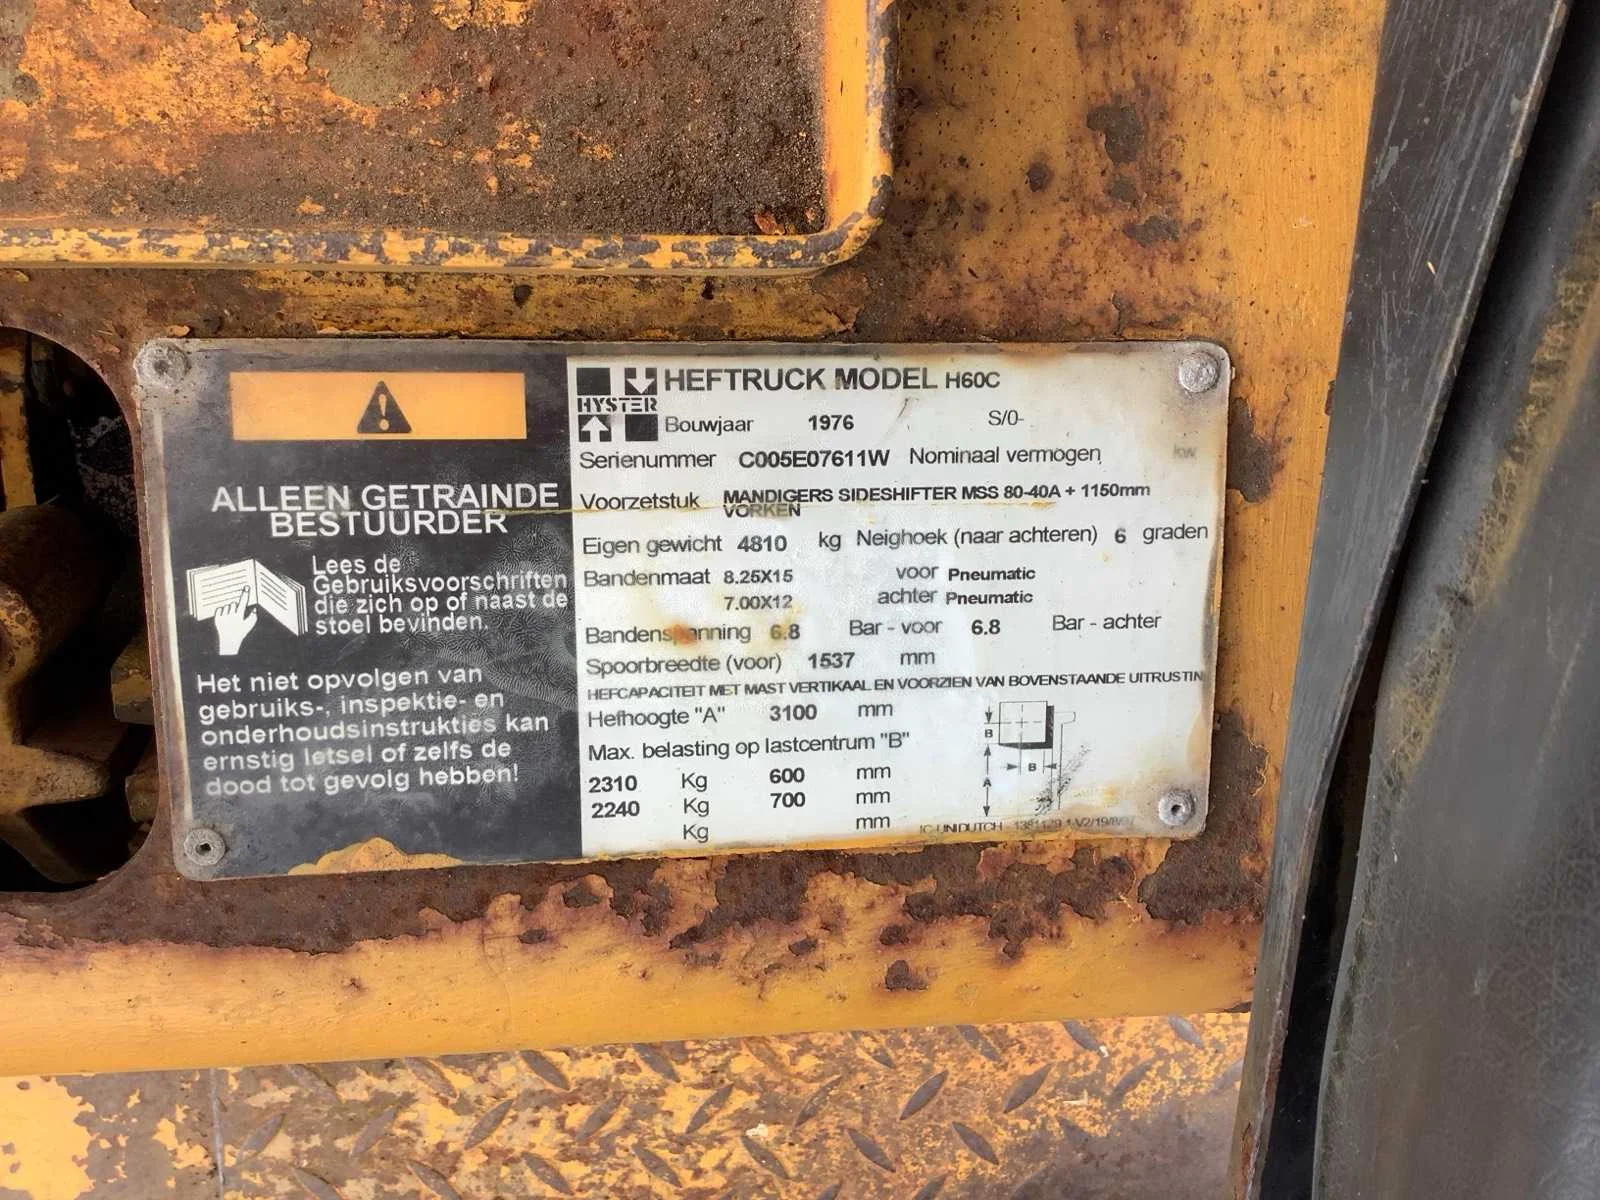 ALLEEN GETRAINDE
BESTUURDER
Lees de
Gebruiksvoorschriften
die zich op of naast de
stoel bevinden.
Het niet opvolgen van
gebruiks-, inspektie- en
onderhoudsinstrukties kan
ernstig letsel of zelfs de
dood tot gevolg hebben!
HYSTER
HEFTRUCK MODEL H60C
Bouwjaar 1976 S/0-
Serienummer C005E07611W Nominaal vermogen kw
Voorzetstuk MANDIGERS SIDESHIFTER MSS 80-40A + 1150mm
VORKEN
Eigen gewicht 4810 kg Neighoek (naar achteren) 6 graden
Bandenmaat 8.25X15 voor Pneumatic
7.00X12 achter Pneumatic
Bandenspanning 6.8 Bar - voor 6.8 Bar - achter
Spoorbreedte (voor) 1537 mm
HEFCAPACITEIT MET MAST VERTIKAAL EN VOORZIEN VAN BOVENSTAANDE UITRUSTIN
Hefhoogte "A" 3100 mm
Max. belasting op lastcentrum "B"
2310 Kg 600 mm
2240 Kg 700 mm
Kg mm
B
B
A